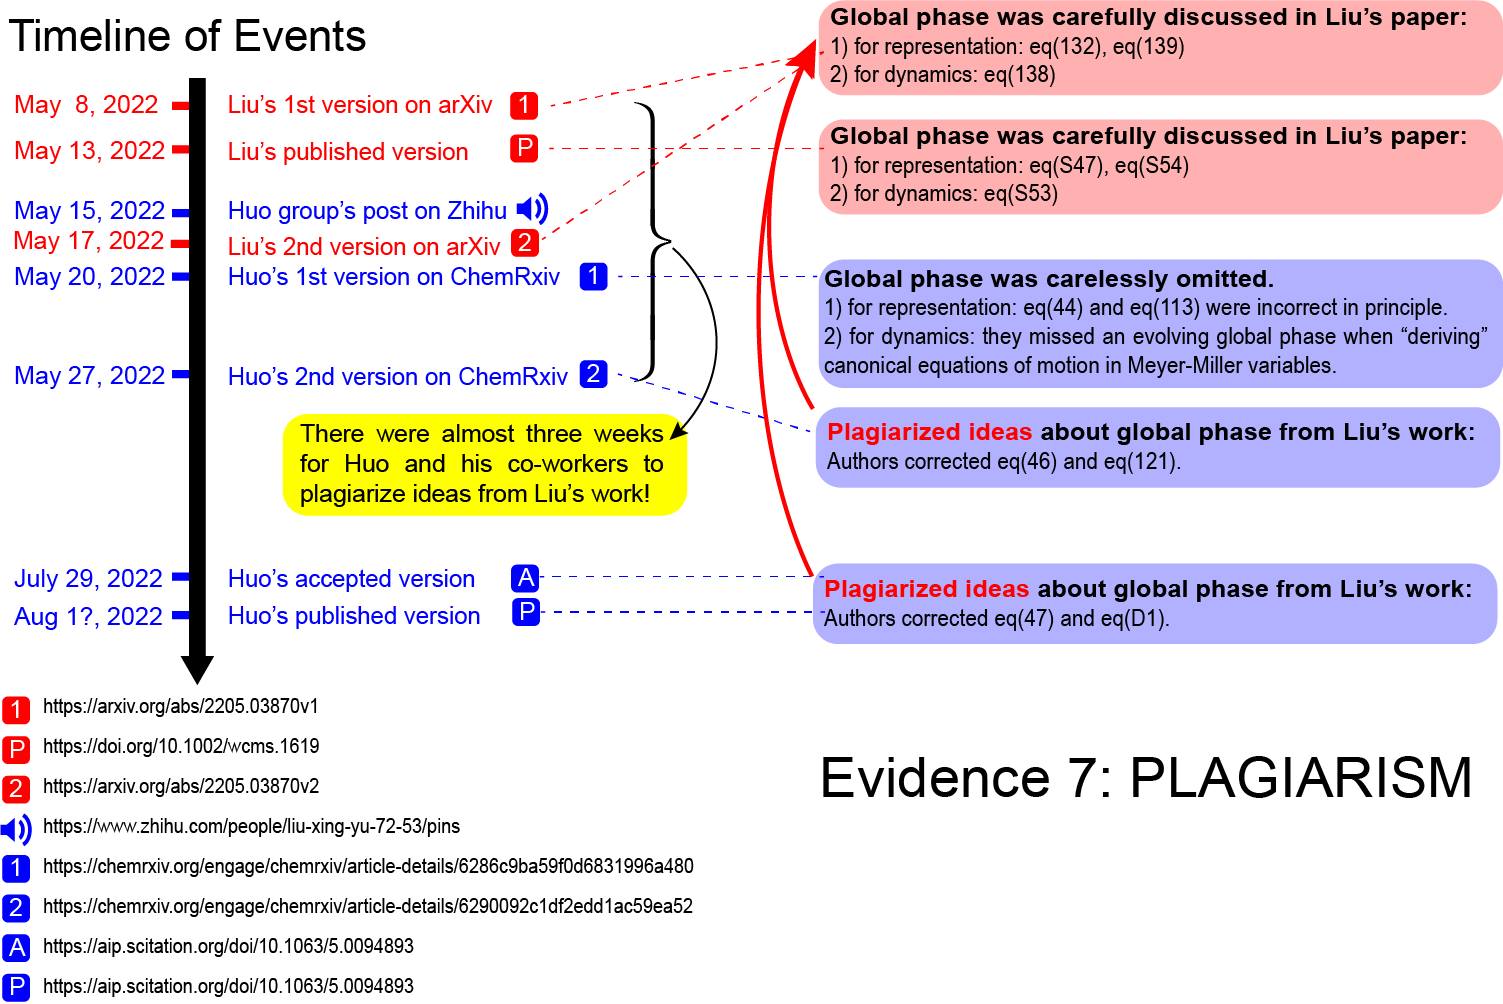 Timeline of Events
May 8, 2022 Liu's 1st version on arXiv 1
May 13, 2022 Liu's published version P
May 15, 2022 Huo group's post on Zhihu
May 17, 2022 Liu's 2nd version on arXiv 2
May 20, 2022 Huo's 1st version on ChemRxiv 1
May 27, 2022 Huo's 2nd version on ChemRxiv 2
There were almost three weeks
for Huo and his co-workers to
plagiarize ideas from Liu's work!
July 29, 2022 Huo's accepted version A
Aug 1?, 2022 Huo's published version P
Global phase was carefully discussed in Liu's paper:
1) for representation: eq(132), eq(139)
2) for dynamics: eq(138)
Global phase was carefully discussed in Liu's paper:
1) for representation: eq(S47), eq(S54)
2) for dynamics: eq(S53)
Global phase was carelessly omitted.
1) for representation: eq(44) and eq(113) were incorrect in principle.
2) for dynamics: they missed an evolving global phase when “deriving”
canonical equations of motion in Meyer-Miller variables.
Plagiarized ideas about global phase from Liu's work:
Authors corrected eq(46) and eq(121).
Plagiarized ideas about global phase from Liu's work:
Authors corrected eq(47) and eq(D1).
1 https://arxiv.org/abs/2205.03870v1
P https://doi.org/10.1002/wcms.1619
2 https://arxiv.org/abs/2205.03870v2
https://www.zhihu.com/people/liu-xing-yu-72-53/pins
1 https://chemrxiv.org/engage/chemrxiv/article-details/6286c9ba59f0d6831996a480
2 https://chemrxiv.org/engage/chemrxiv/article-details/6290092c1df2edd1ac59ea52
A https://aip.scitation.org/doi/10.1063/5.0094893
P https://aip.scitation.org/doi/10.1063/5.0094893
Evidence 7: PLAGIARISM